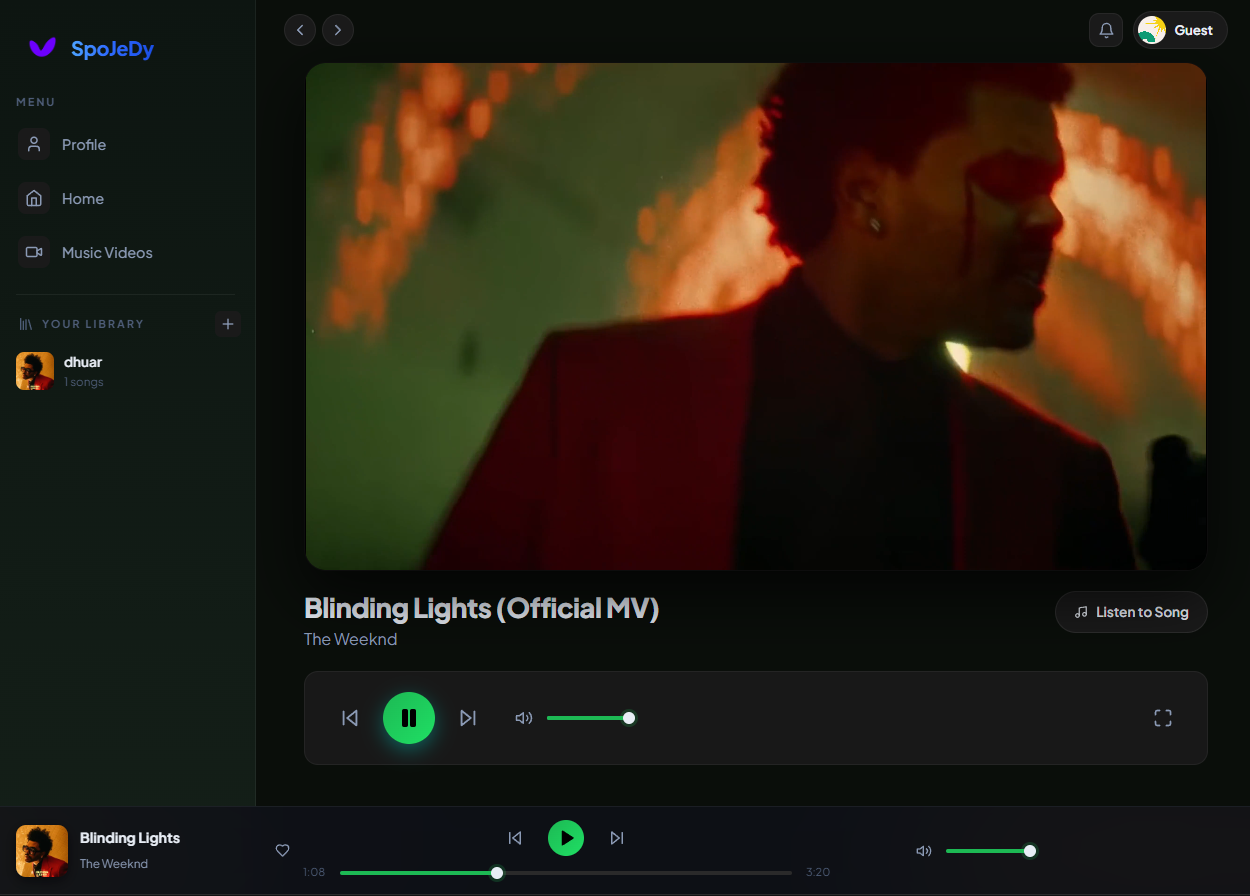 SpoJeDy
Guest
MENU
Profile
Home
Music Videos
YOUR LIBRARY
dhuar
1 songs
Blinding Lights (Official MV)
The Weeknd
Listen to Song
Blinding Lights
The Weeknd
1:08
3:20